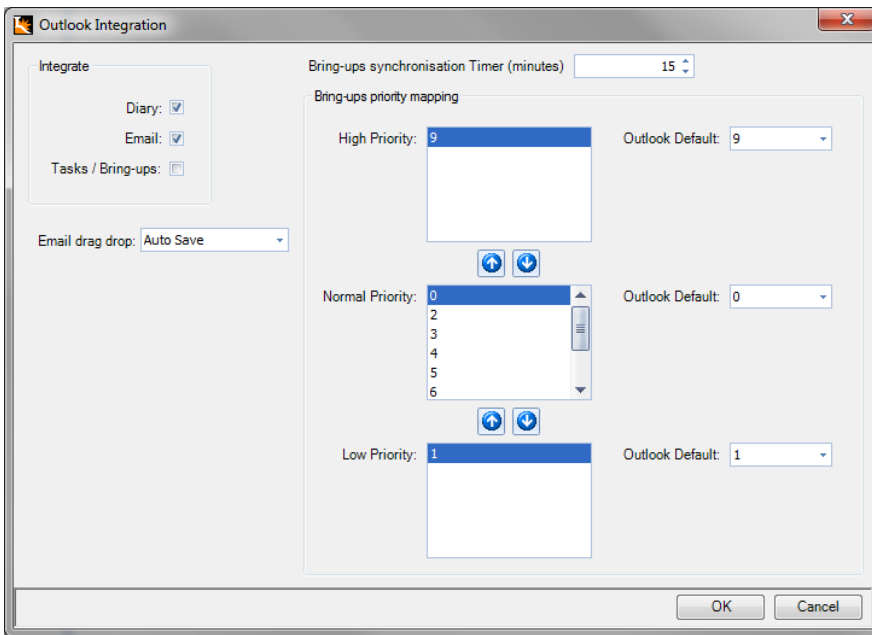 Outlook Integration
Integrate
Diary:
Email:
Tasks / Bring-ups:
Email drag drop: Auto Save
Bring-ups synchronisation Timer (minutes) 15
Bring-ups priority mapping
High Priority: 9 Outlook Default: 9
Normal Priority: 0 Outlook Default: 0
2
3
4
5
6
Low Priority: 1 Outlook Default: 1
OK Cancel